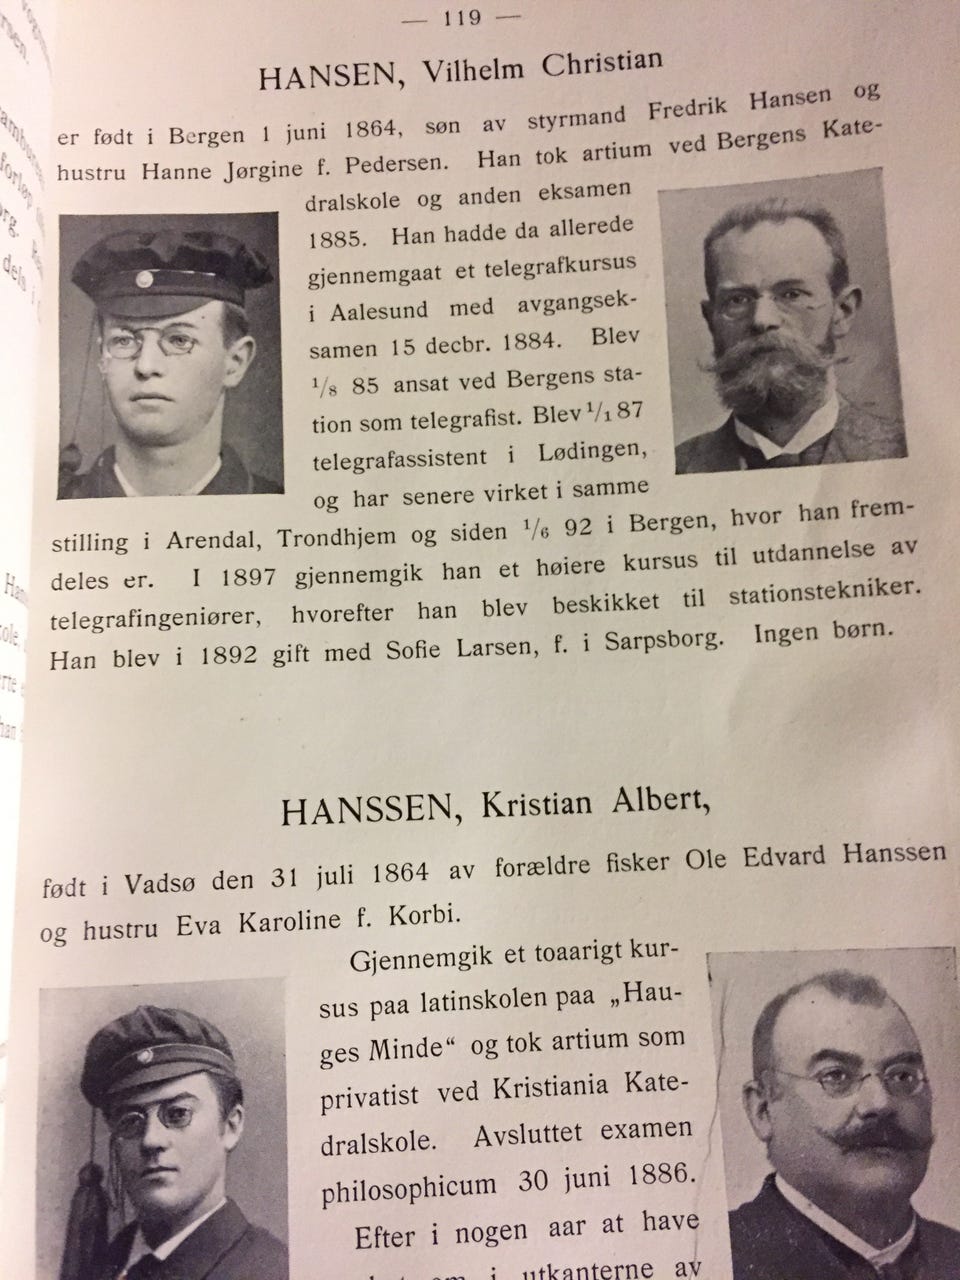 — 119 —
HANSEN, Vilhelm Christian
er født i Bergen 1 juni 1864, søn av styrmand Fredrik Hansen og
hustru Hanne Jørgine f. Pedersen. Han tok artium ved Bergens Kate-
dralskole og anden eksamen
1885. Han hadde da allerede
gjennemgaat et telegrafkursus
i Aalesund med avgangsek-
samen 15 decbr. 1884. Blev
1/8 85 ansat ved Bergens sta-
tion som telegrafist. Blev 1/1 87
telegrafassistent i Lødingen,
og har senere virket i samme
stilling i Arendal, Trondhjem og siden 1/6 92 i Bergen, hvor han frem-
deles er. I 1897 gjennemgik han et høiere kursus til utdannelse av
telegrafingeniører, hvorefter han blev beskikket til stationstekniker.
Han blev i 1892 gift med Sofie Larsen, f. i Sarpsborg. Ingen børn.
HANSSEN, Kristian Albert,
født i Vadsø den 31 juli 1864 av forældre fisker Ole Edvard Hanssen
og hustru Eva Karoline f. Korbi.
Gjennemgik et toaarigt kur-
sus paa latinskolen paa „Hau-
ges Minde“ og tok artium som
privatist ved Kristiania Kate-
dralskole. Avsluttet examen
philosophicum 30 juni 1886.
Efter i nogen aar at have
i utkanterne av